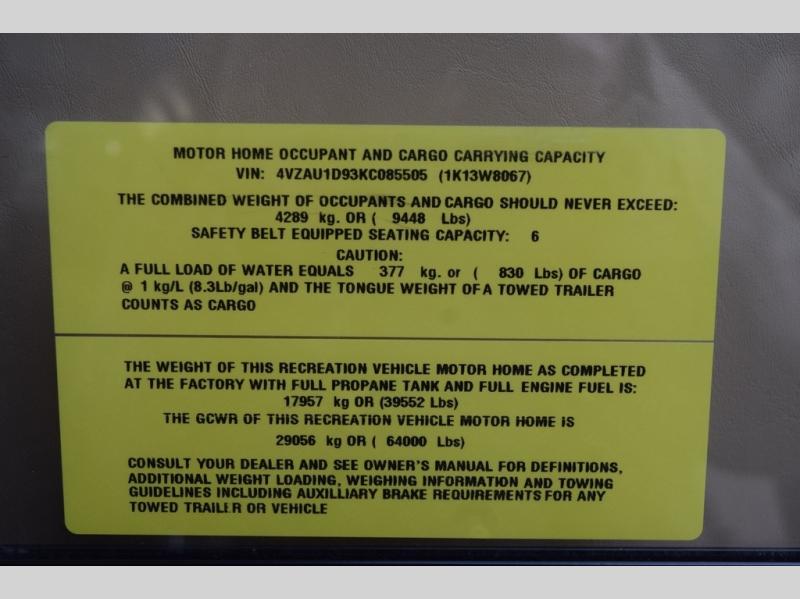 MOTOR HOME OCCUPANT AND CARGO CARRYING CAPACITY
VIN: 4VZAU1D93KC085505 (1K13W8067)
THE COMBINED WEIGHT OF OCCUPANTS AND CARGO SHOULD NEVER EXCEED:
4289 kg. OR ( 9448 Lbs)
SAFETY BELT EQUIPPED SEATING CAPACITY: 6
CAUTION:
A FULL LOAD OF WATER EQUALS 377 kg. or ( 830 Lbs) OF CARGO
@ 1 kg/L (8.3Lb/gal) AND THE TONGUE WEIGHT OF A TOWED TRAILER
COUNTS AS CARGO
THE WEIGHT OF THIS RECREATION VEHICLE MOTOR HOME AS COMPLETED
AT THE FACTORY WITH FULL PROPANE TANK AND FULL ENGINE FUEL IS:
17957 kg OR (39552 Lbs)
THE GCWR OF THIS RECREATION VEHICLE MOTOR HOME IS
29056 kg OR ( 64000 Lbs)
CONSULT YOUR DEALER AND SEE OWNER'S MANUAL FOR DEFINITIONS,
ADDITIONAL WEIGHT LOADING, WEIGHING INFORMATION AND TOWING
GUIDELINES INCLUDING AUXILLIARY BRAKE REQUIREMENTS FOR ANY
TOWED TRAILER OR VEHICLE